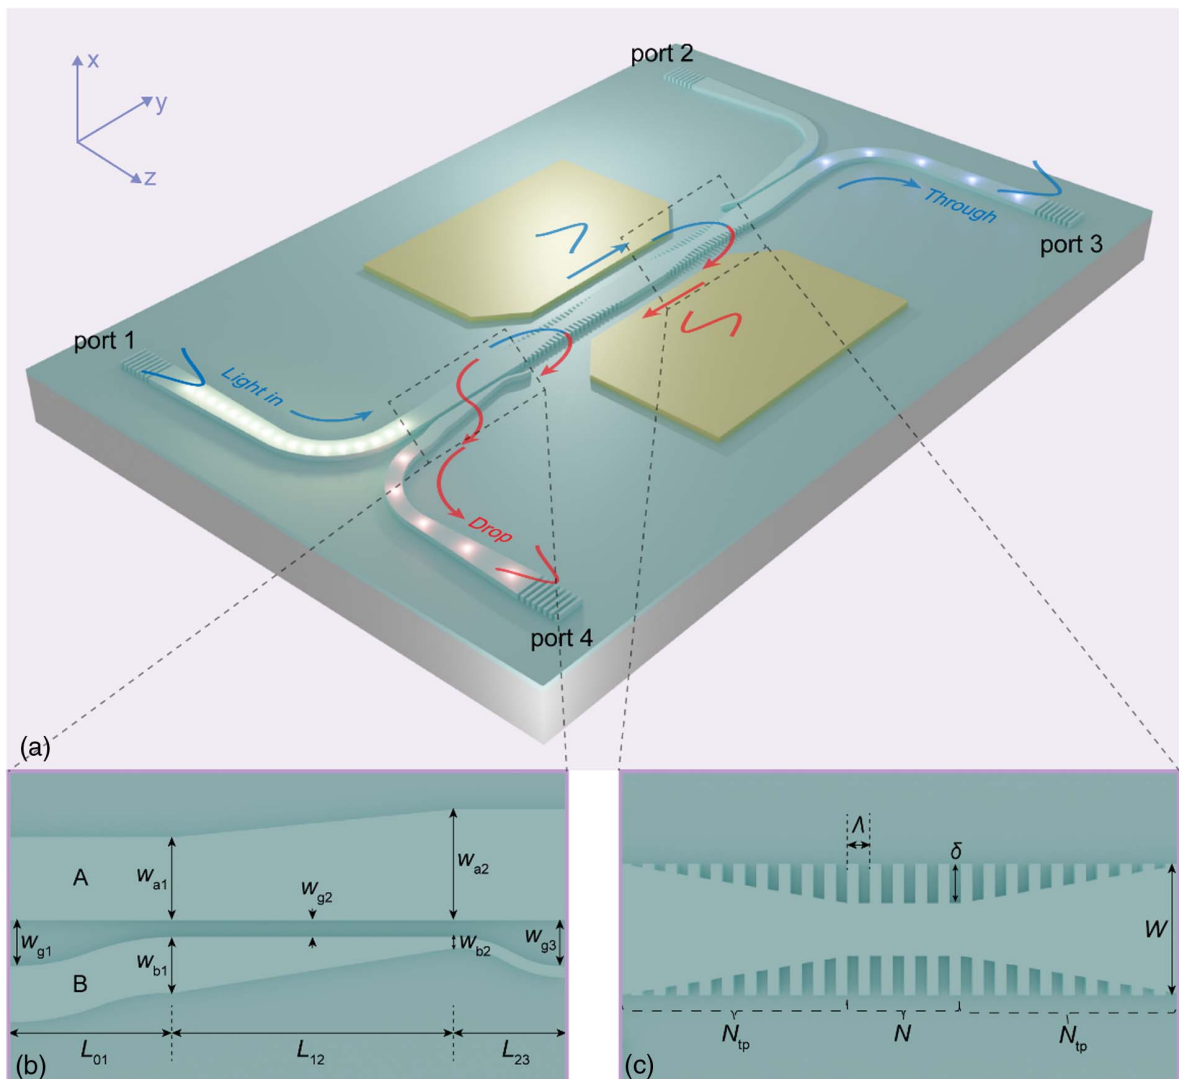 port 2
x
y
z
Through
port 3
port 1
Light in
Drop
port 4
(a)
Λ
δ
A
w_a1
w_a2
w_g2
W
w_g1
w_b1
w_b2
w_g3
B
N_tp
N
N_tp
L_01
L_12
L_23
(b)
(c)